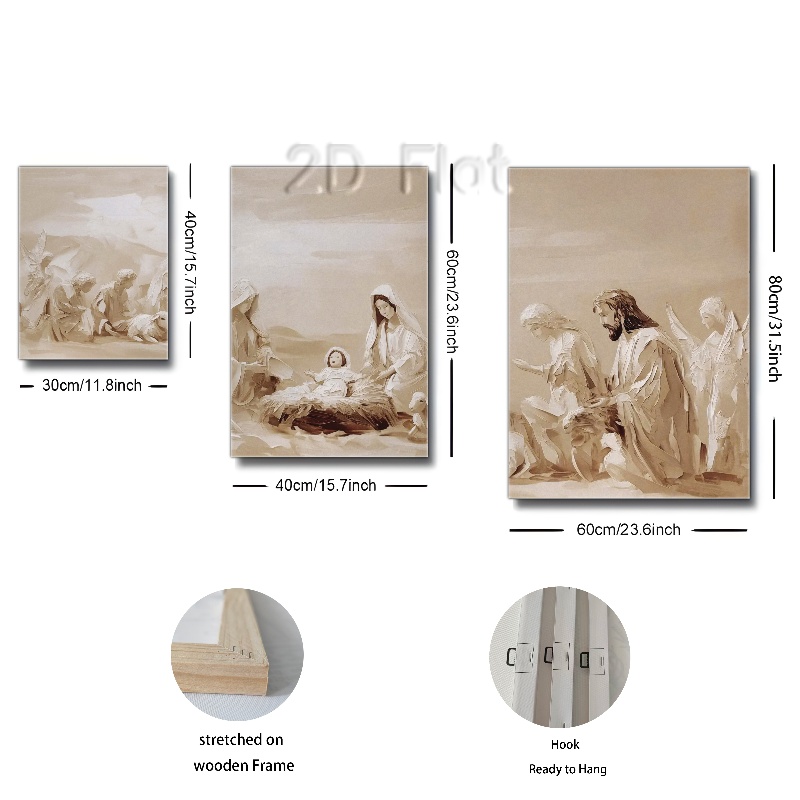 2D Flat
40cm/15.7inch
30cm/11.8inch
60cm/23.6inch
40cm/15.7inch
80cm/31.5inch
60cm/23.6inch
stretched on
wooden Frame
Hook
Ready to Hang